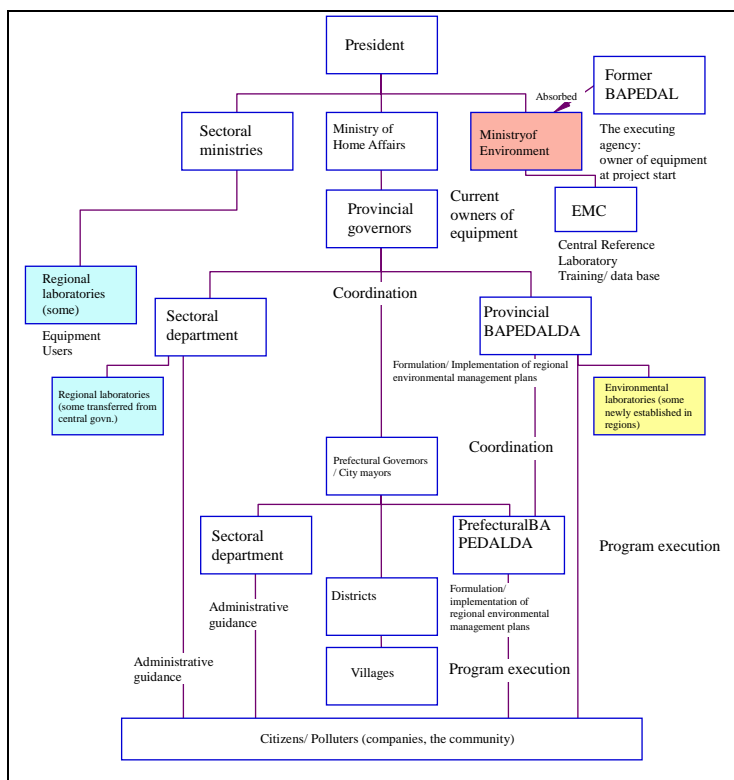 President
Former
BAPEDAL
Absorbed
Sectoral
ministries
Ministry of
Home Affairs
Ministryof
Environment
The executing
agency:
owner of equipment
at project start
Provincial
governors
Current
owners of
equipment
EMC
Central Reference
Laboratory
Training/ data base
Regional
laboratories
(some)
Equipment
Users
Coordination
Sectoral
department
Provincial
BAPEDALDA
Formulation/ Implementation of regional
environmental management plans
Regional laboratories
(some transferred from
central govn.)
Environmental
laboratories (some
newly established in
regions)
Coordination
Prefectural Governors
/ City mayors
Sectoral
department
PrefecturalBA
PEDALDA
Program execution
Formulation/
implementation of
regional environmental
management plans
Districts
Administrative
guidance
Administrative
guidance
Villages
Program execution
Citizens/ Polluters (companies, the community)